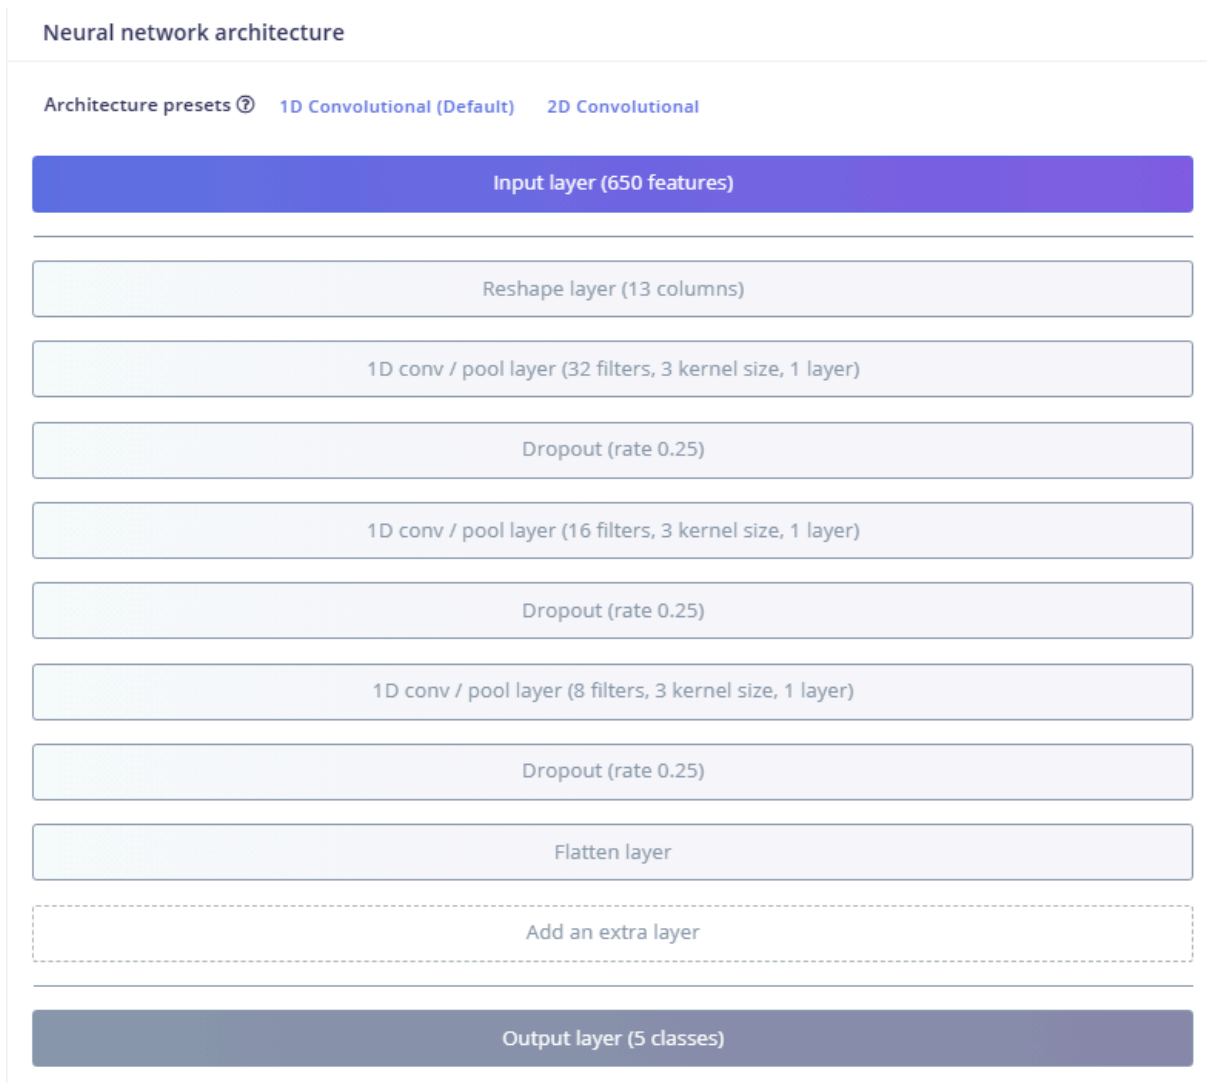 Neural network architecture
Architecture presets ? 1D Convolutional (Default) 2D Convolutional
Input layer (650 features)
Reshape layer (13 columns)
1D conv / pool layer (32 filters, 3 kernel size, 1 layer)
Dropout (rate 0.25)
1D conv / pool layer (16 filters, 3 kernel size, 1 layer)
Dropout (rate 0.25)
1D conv / pool layer (8 filters, 3 kernel size, 1 layer)
Dropout (rate 0.25)
Flatten layer
Add an extra layer
Output layer (5 classes)